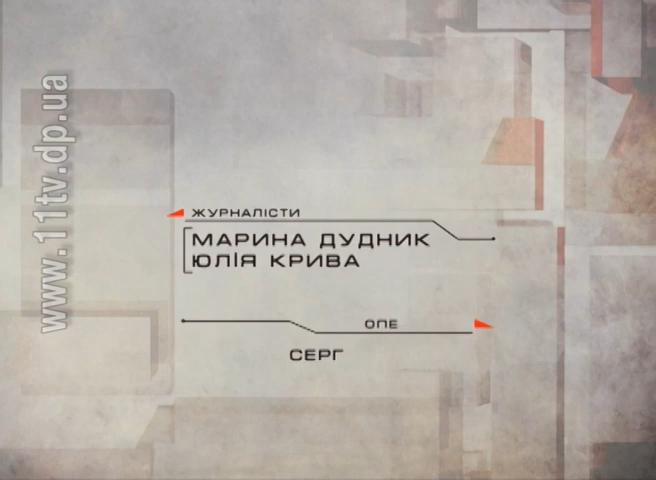 www.11tv.dp.ua
ЖУРНАЛІСТИ
МАРИНА ДУДНИК
ЮЛІЯ КРИВА
ОПЕ
СЕРГ